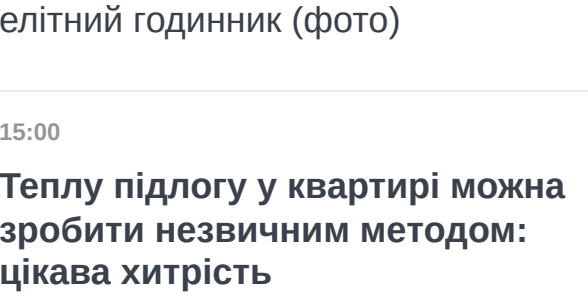 елітний годинник (фото)
15:00
Теплу підлогу у квартирі можна
зробити незвичним методом:
цікава хитрість